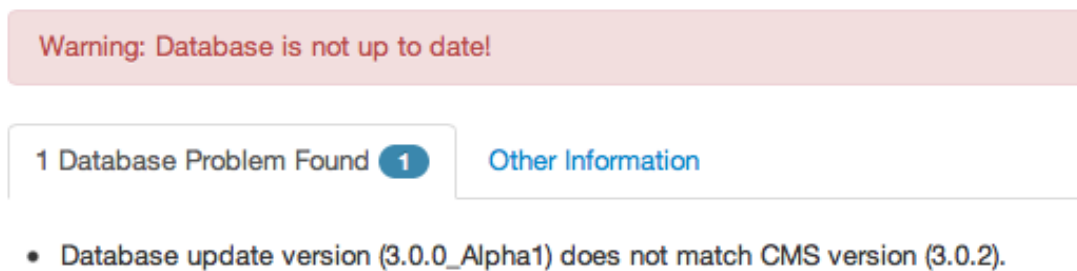 Warning: Database is not up to date!
1 Database Problem Found 1
Other Information
Database update version (3.0.0_Alpha1) does not match CMS version (3.0.2).